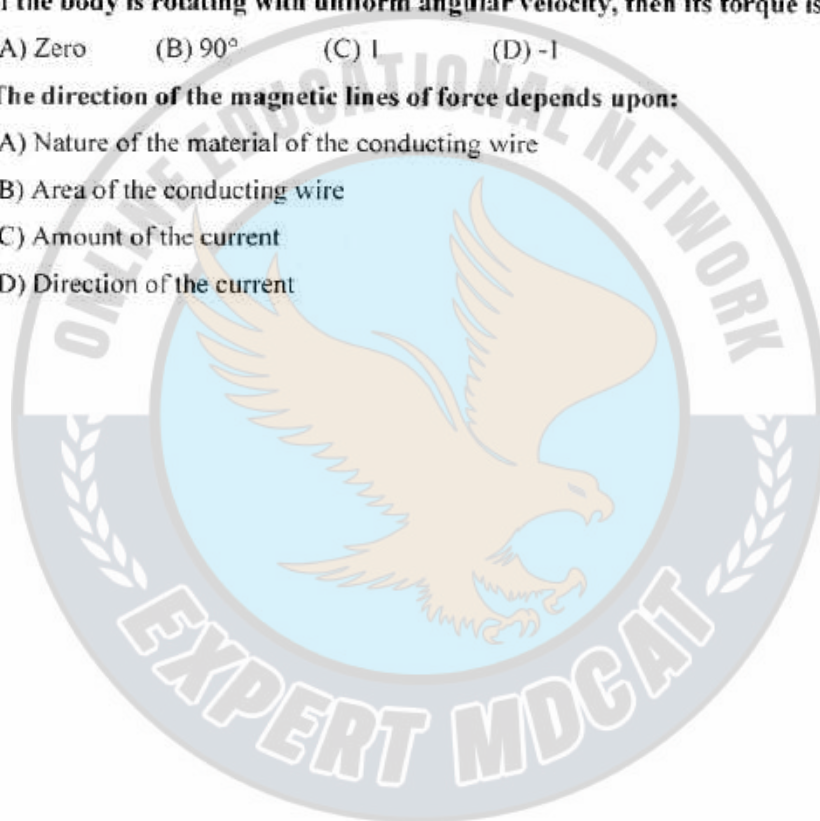 the body is rotating with uniform angular velocity, then its torque is
A) Zero (B) 90° (C) 1 (D) -1
The direction of the magnetic lines of force depends upon:
A) Nature of the material of the conducting wire
B) Area of the conducting wire
C) Amount of the current
D) Direction of the current
ONLINE EDUCATIONAL NETWORK
EXPERT MDCAT